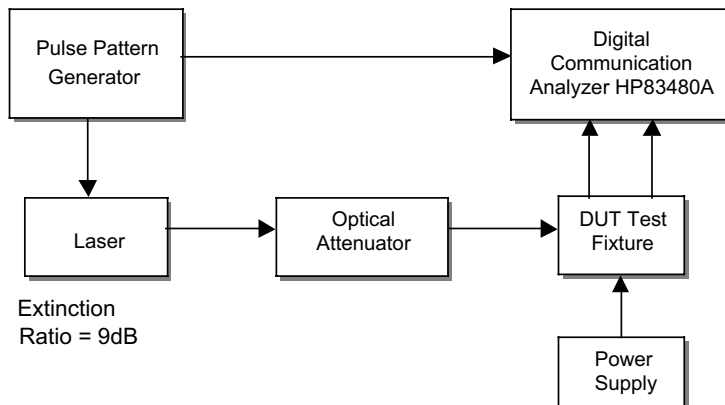 Pulse Pattern
Generator
Digital
Communication
Analyzer HP83480A
Laser
Optical
Attenuator
DUT Test
Fixture
Extinction
Ratio = 9dB
Power
Supply